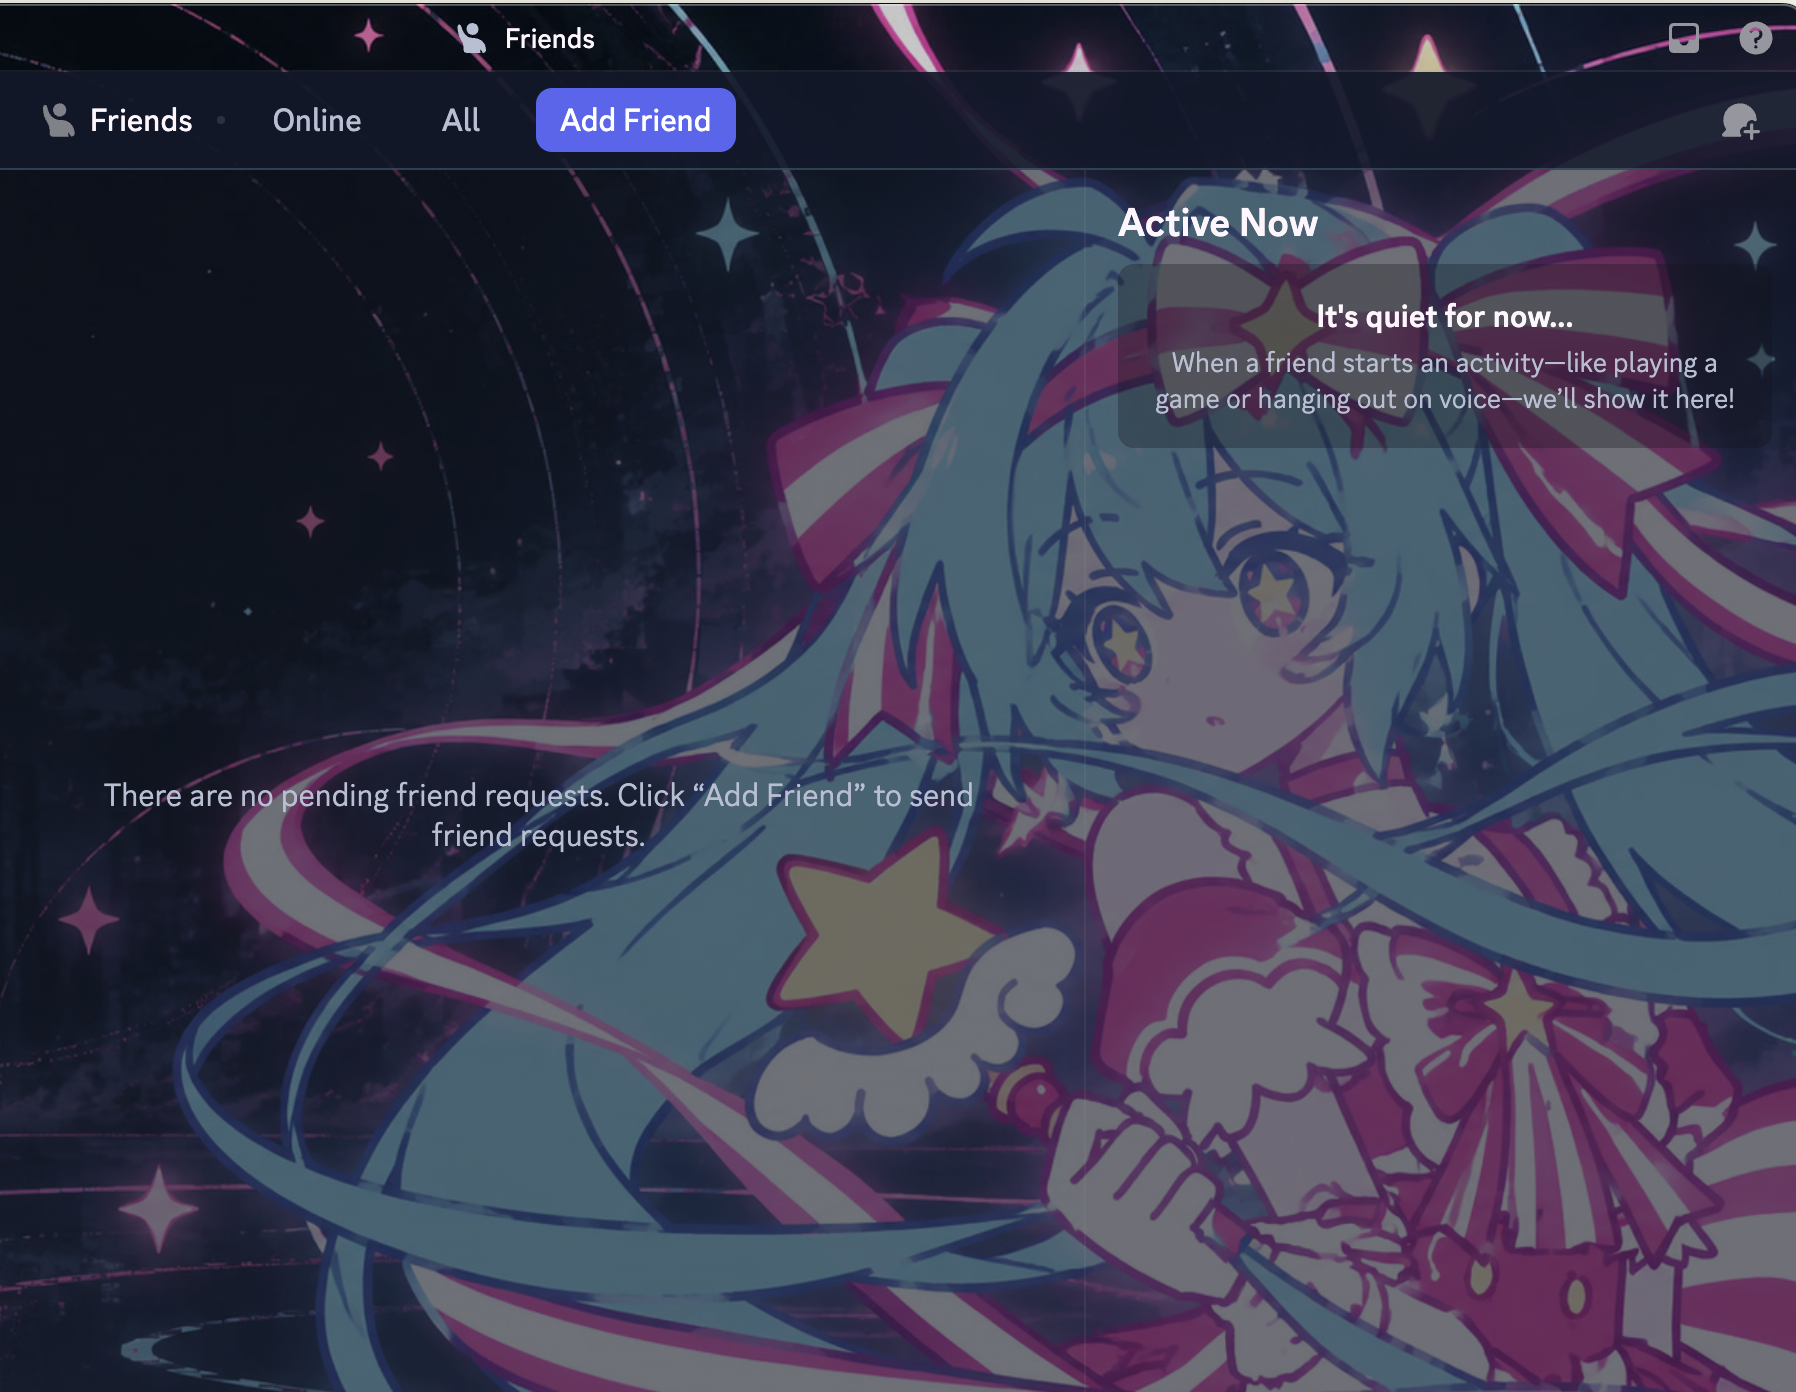 Friends
Friends
Online
All
Add Friend
Active Now
It's quiet for now...
When a friend starts an activity—like playing a
game or hanging out on voice—we’ll show it here!
There are no pending friend requests. Click “Add Friend” to send
friend requests.